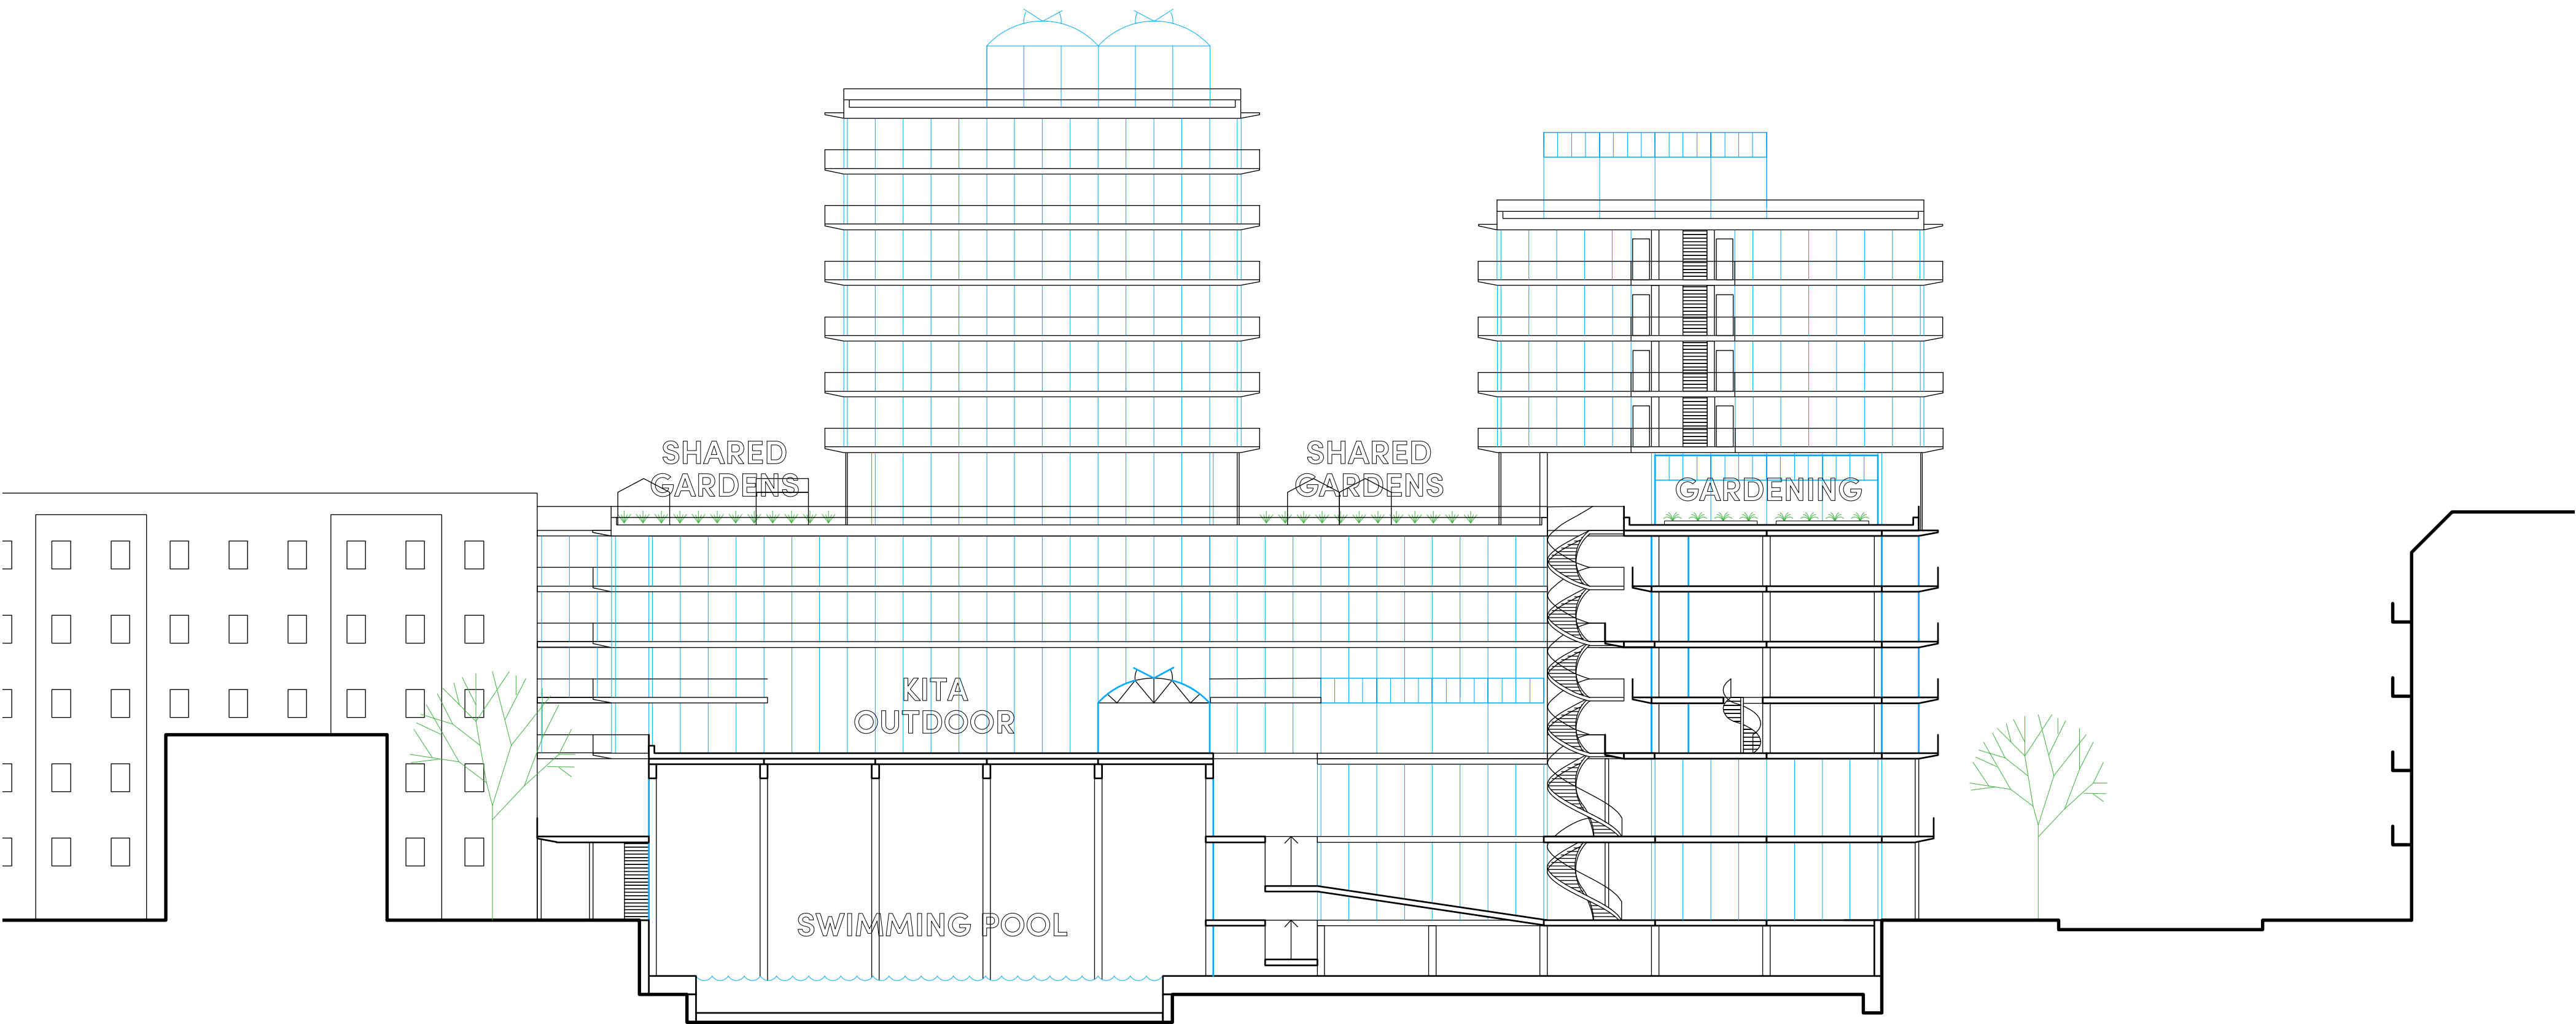 SHARED
GARDENS
SHARED
GARDENS
GARDENING
KITA
OUTDOOR
SWIMMING POOL